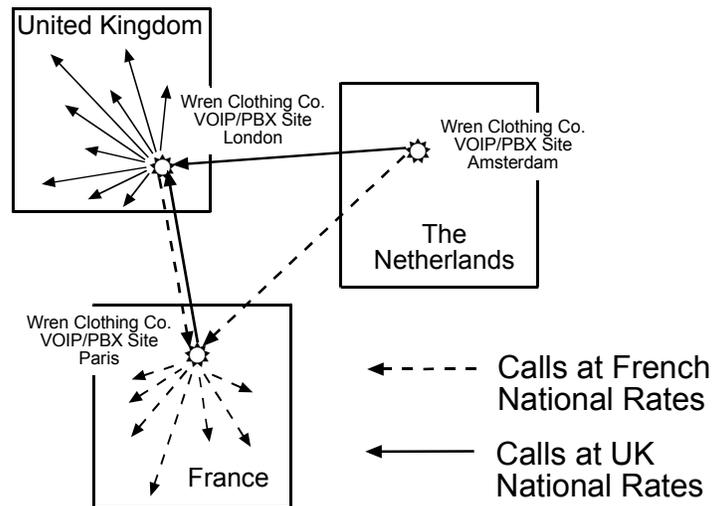 United Kingdom
Wren Clothing Co.
VOIP/PBX Site
London
Wren Clothing Co.
VOIP/PBX Site
Amsterdam
The
Netherlands
Wren Clothing Co.
VOIP/PBX Site
Paris
France
Calls at French
National Rates
Calls at UK
National Rates